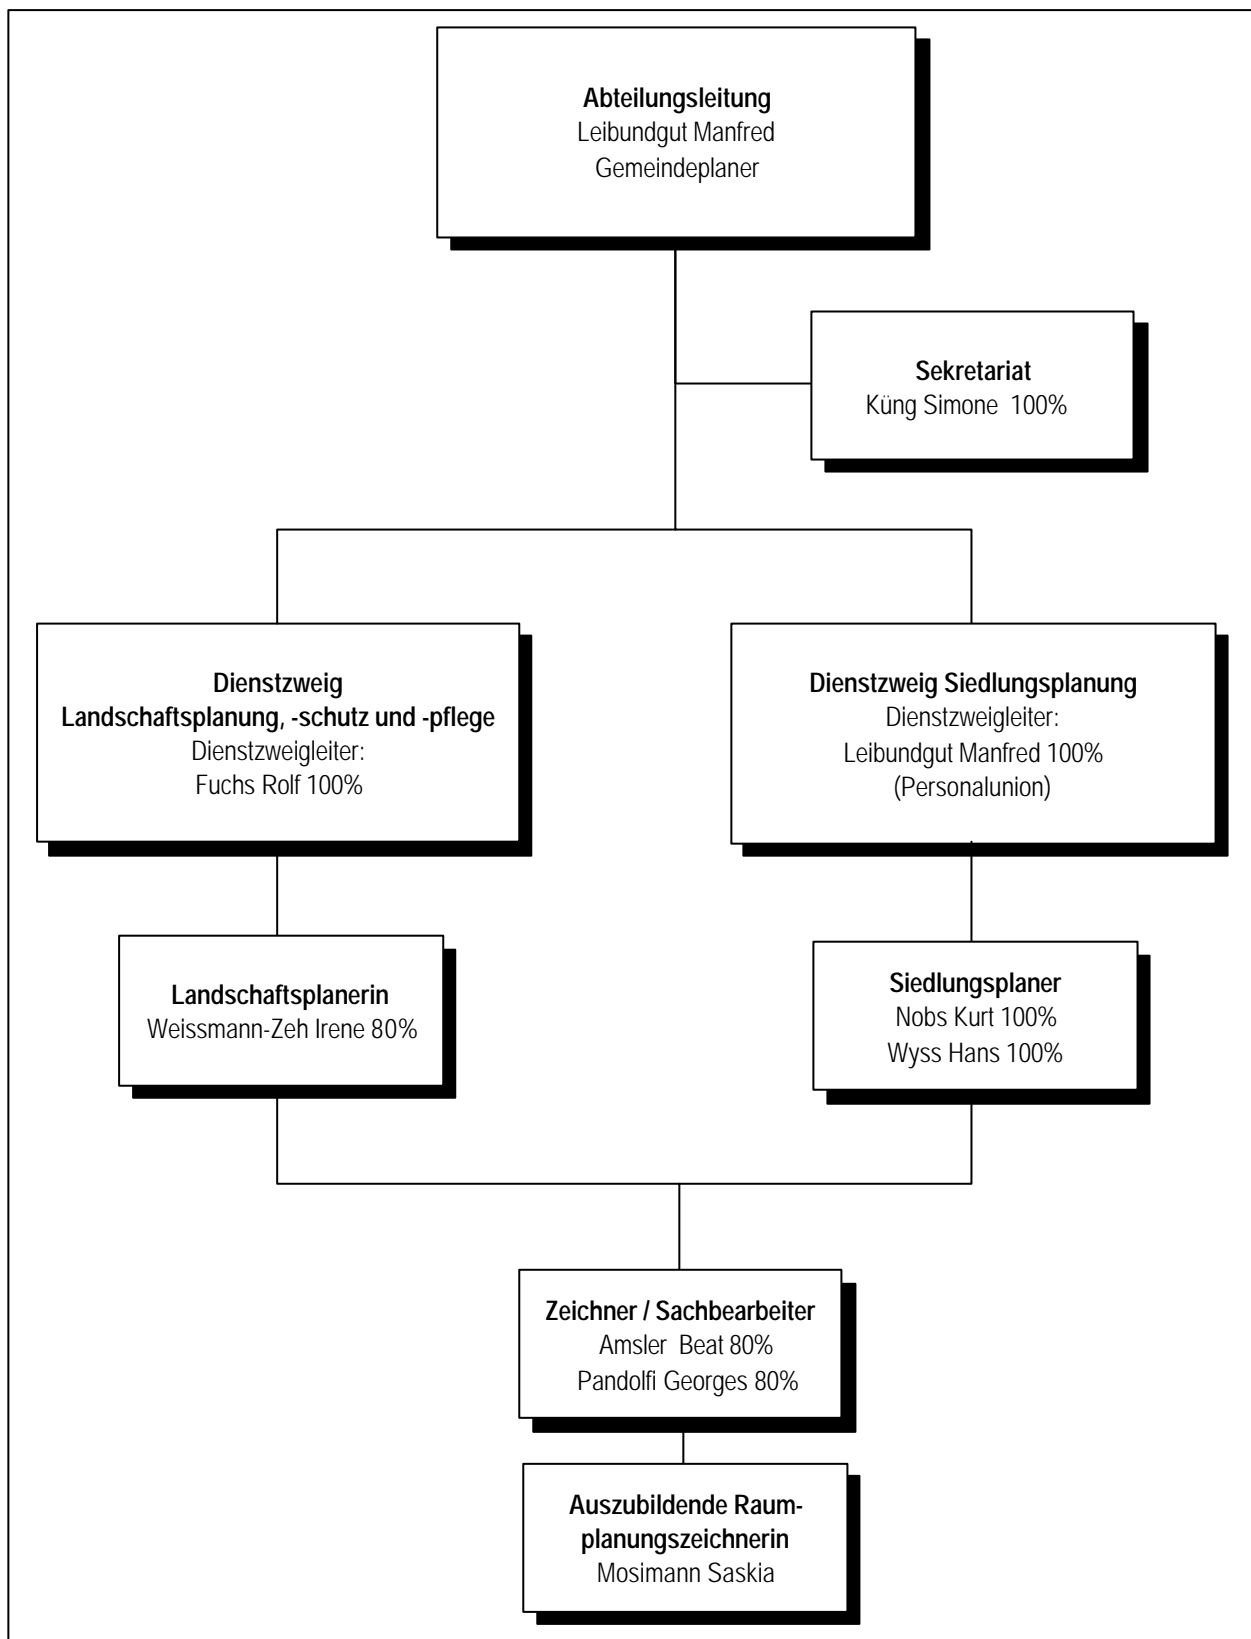 Abteilungsleitung
Leibundgut Manfred
Gemeindeplaner
Sekretariat
Küng Simone 100%
Dienstzweig
Landschaftsplanung, -schutz und -pflege
Dienstzweigleiter:
Fuchs Rolf 100%
Dienstzweig Siedlungsplanung
Dienstzweigleiter:
Leibundgut Manfred 100%
(Personalunion)
Landschaftsplanerin
Weissmann-Zeh Irene 80%
Siedlungsplaner
Nobs Kurt 100%
Wyss Hans 100%
Zeichner / Sachbearbeiter
Amsler Beat 80%
Pandolfi Georges 80%
Auszubildende Raum-
planungszeichnerin
Mosimann Saskia